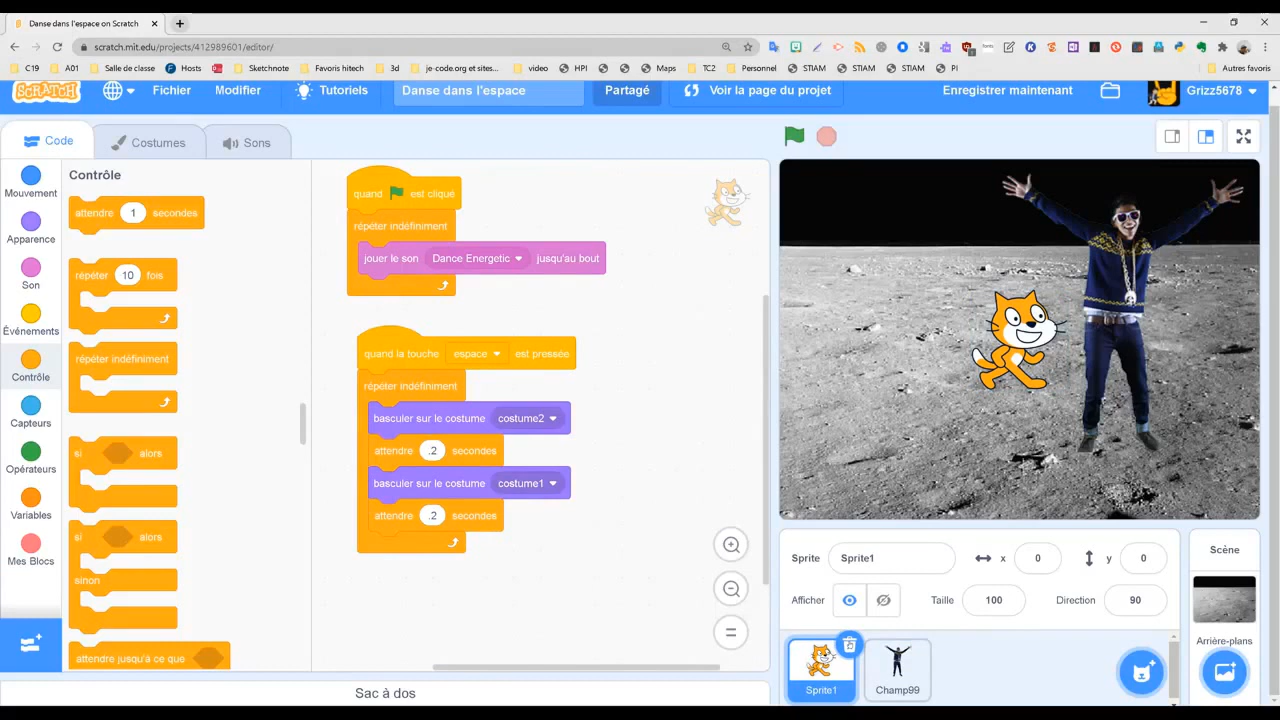 Danse dans l'espace on Scratch
scratch.mit.edu/projects/412989601/editor/
C19 A01 Salle de classe Hosts Sketchnote Favoris hitech 3d je-code.org et sites... video HPI Maps TC2 Personnel STIAM STIAM STIAM PI Autres favoris
SCRATCH Fichier Modifier Tutoriels Danse dans l'espace Partagé Voir la page du projet Enregistrer maintenant Grizz5678
Code Costumes Sons
Mouvement
Apparence
Son
Événements
Contrôle
Capteurs
Opérateurs
Variables
Mes Blocs
Contrôle
attendre 1 secondes
répéter 10 fois
répéter indéfiniment
si alors
si alors
sinon
attendre jusqu'à ce que
quand est cliqué
répéter indéfiniment
jouer le son Dance Energetic jusqu'au bout
quand la touche espace est pressée
répéter indéfiniment
basculer sur le costume costume2
attendre .2 secondes
basculer sur le costume costume1
attendre .2 secondes
Sac à dos
Sprite Sprite1 x 0 y 0
Afficher Taille 100 Direction 90
Sprite1 Champ99
Scène
Arrière-plans